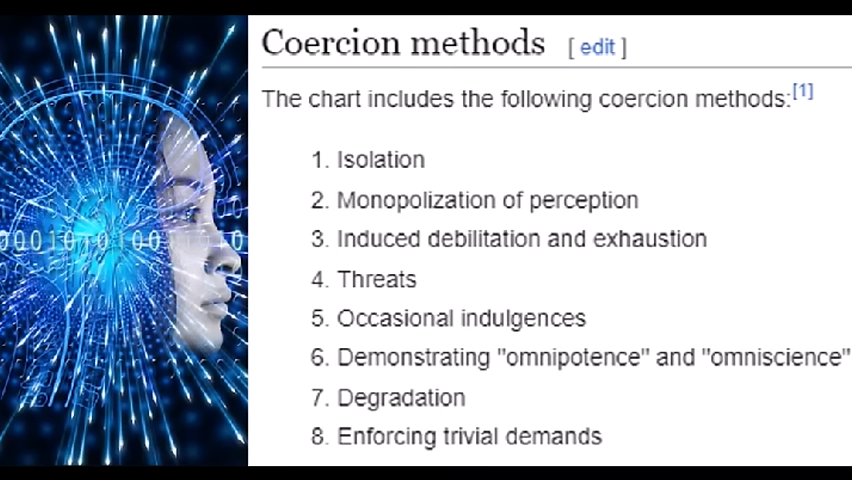 Coercion methods [ edit ]
The chart includes the following coercion methods:[1]
1. Isolation
2. Monopolization of perception
3. Induced debilitation and exhaustion
4. Threats
5. Occasional indulgences
6. Demonstrating "omnipotence" and "omniscience"
7. Degradation
8. Enforcing trivial demands